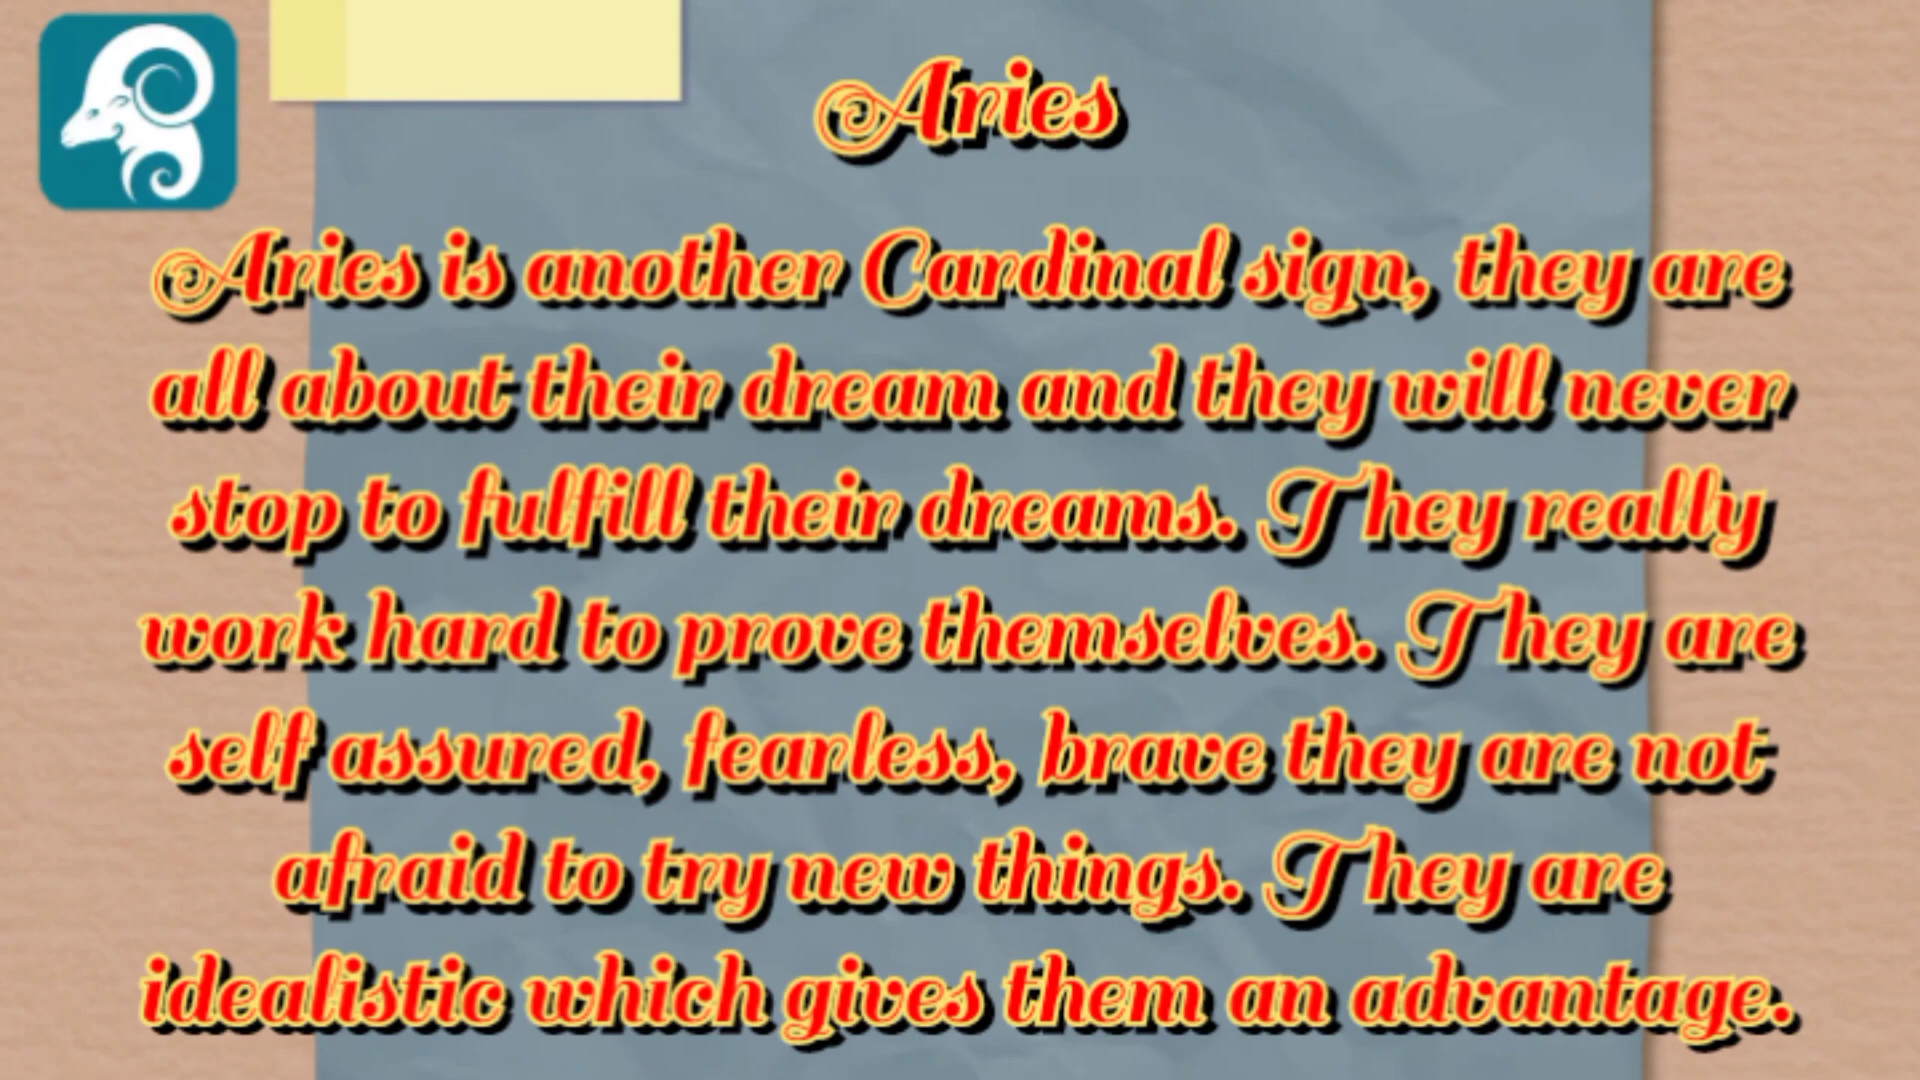 Aries
Aries is another Cardinal sign, they are
all about their dream and they will never
stop to fulfill their dreams. They really
work hard to prove themselves. They are
self assured, fearless, brave they are not
afraid to try new things. They are
idealistic which gives them an advantage.